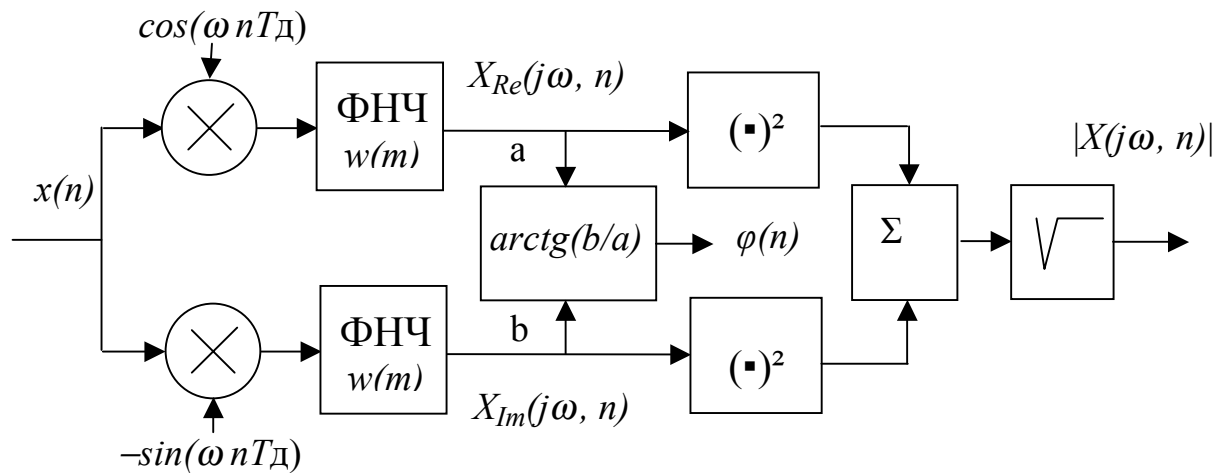 cos(ω nTд)
ФНЧ
w(m)
X_Re(jω, n)
(▪)²
|X(jω, n)|
x(n)
a
arctg(b/a)
φ(n)
Σ
√
b
ФНЧ
w(m)
X_Im(jω, n)
(▪)²
–sin(ω nTд)